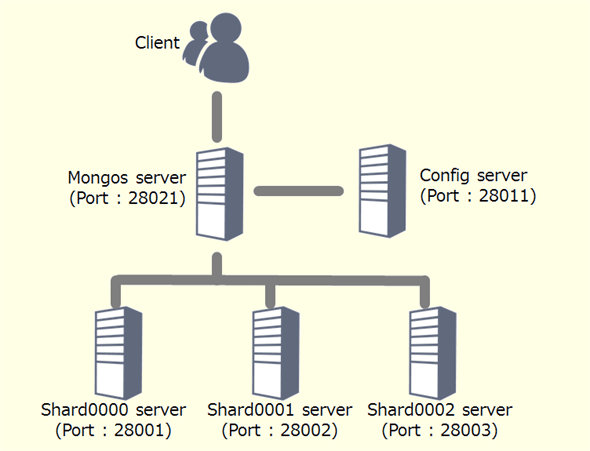 Client
Mongos server
(Port : 28021)
Config server
(Port : 28011)
Shard0000 server
(Port : 28001)
Shard0001 server
(Port : 28002)
Shard0002 server
(Port : 28003)